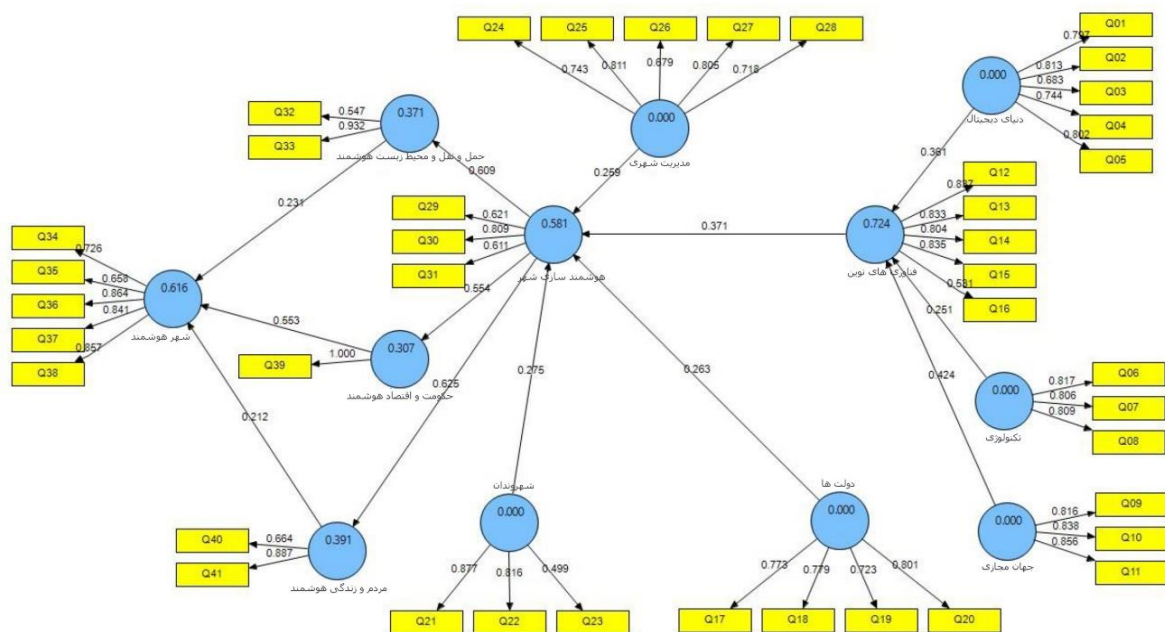 Q24
Q25
Q26
Q27
Q28
0.743
0.811
0.679
0.805
0.718
0.000
مدیریت شهری
0.259
Q01
Q02
Q03
Q04
Q05
0.797
0.813
0.683
0.744
0.802
0.000
دنیای دیجیتال
0.361
Q32
Q33
0.547
0.932
0.371
حمل و نقل و محیط زیست هوشمند
0.609
0.231
Q12
Q13
Q14
Q15
Q16
0.833
0.804
0.835
0.724
فناوری های نوین
0.371
0.251
0.424
Q29
Q30
Q31
0.621
0.809
0.611
0.581
هوشمند سازی شهر
0.554
Q34
Q35
Q36
Q37
Q38
0.726
0.658
0.864
0.841
0.857
0.616
شهر هوشمند
0.553
Q39
1.000
0.307
حکومت و اقتصاد هوشمند
0.625
0.275
0.263
0.212
Q06
Q07
Q08
0.817
0.806
0.809
0.000
تکنولوژی
شهروندان
0.000
0.877
0.816
0.499
Q21
Q22
Q23
دولت ها
0.000
0.773
0.779
0.723
0.801
Q17
Q18
Q19
Q20
Q09
Q10
Q11
0.816
0.838
0.856
0.000
جهان مجازی
Q40
Q41
0.664
0.887
0.391
مردم و زندگی هوشمند